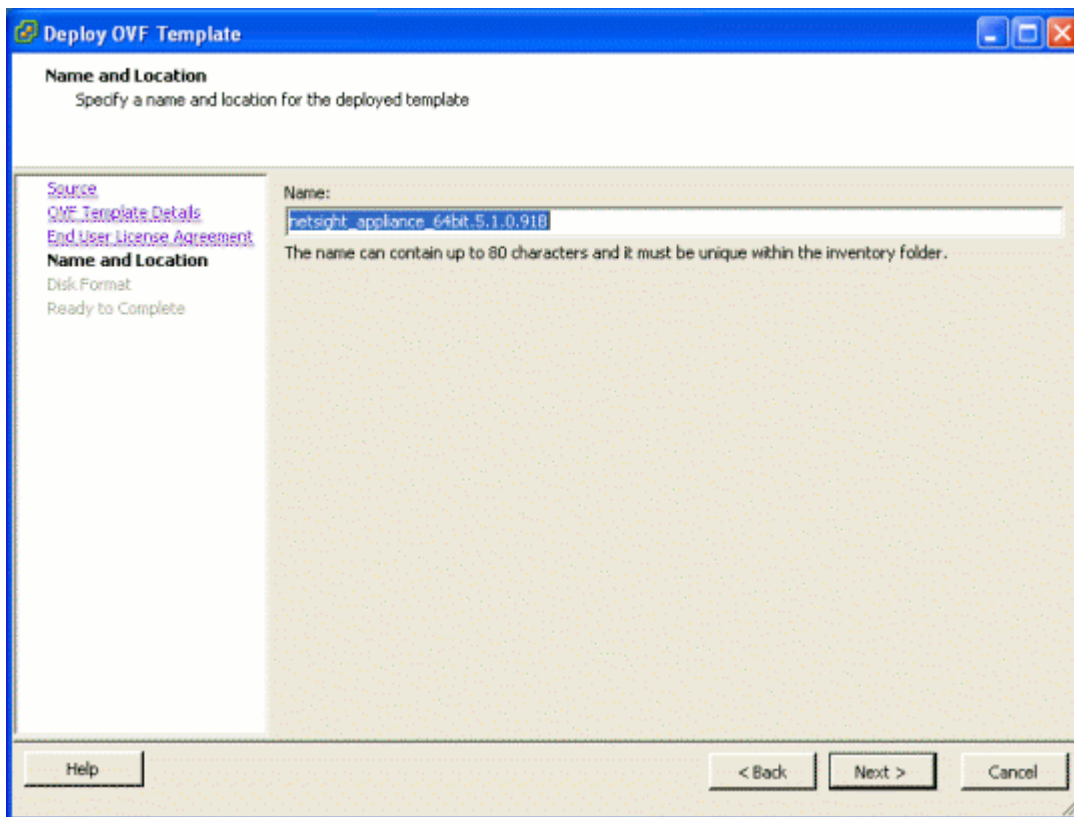 Deploy OVF Template
Name and Location
Specify a name and location for the deployed template
Source
OVF Template Details
End User License Agreement
Name and Location
Disk Format
Ready to Complete
Name:
netsight_appliance_64bit.5.1.0.918
The name can contain up to 80 characters and it must be unique within the inventory folder.
Help
< Back
Next >
Cancel